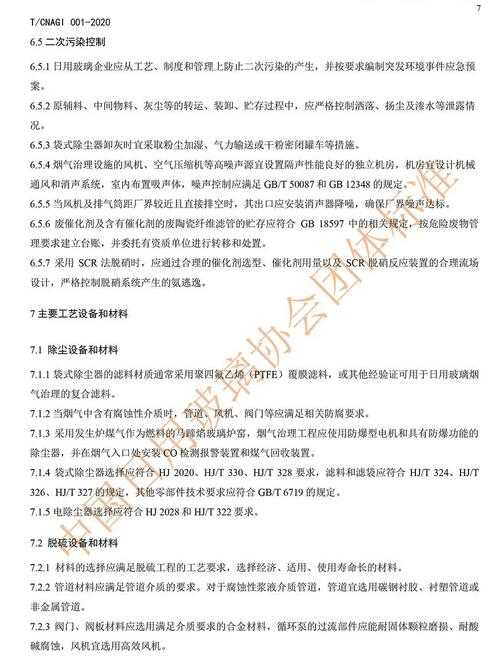 7
T/CNAGI 001-2020
6.5 二次污染控制
6.5.1 日用玻璃企业应从工艺、制度和管理上防止二次污染的产生，并按要求编制突发环境事件应急预
案。
6.5.2 原辅料、中间物料、灰尘等的转运、装卸、贮存过程中，应严格控制洒落、扬尘及渗水等泄露情
况。
6.5.3 袋式除尘器卸灰时宜采取粉尘加湿、气力输送或干粉密闭罐车等措施。
6.5.4 烟气治理设施的风机、空气压缩机等高噪声源宜设置隔声性能良好的独立机房，机房宜设计机械
通风和消声系统，室内布置吸声体，噪声控制应满足 GB/T 50087 和 GB 12348 的规定。
6.5.5 当风机及排气筒距厂界较近且直接排空时，其出口应安装消声器降噪，确保厂界噪声达标。
6.5.6 废催化剂及含有催化剂的废陶瓷纤维滤管的贮存应符合 GB 18597 中的相关规定，按危险废物管
理要求建立台账，并委托有资质单位进行转移和处置。
6.5.7 采用 SCR 法脱硝时，应通过合理的催化剂选型、催化剂用量以及 SCR 脱硝反应装置的合理流场
设计，严格控制脱硝系统产生的氨逃逸。
7 主要工艺设备和材料
7.1 除尘设备和材料
7.1.1 袋式除尘器的滤料材质通常采用聚四氟乙烯（PTFE）覆膜滤料，或其他经验证可用于日用玻璃烟
气治理的复合滤料。
7.1.2 当烟气中含有腐蚀性介质时，管道、风机、阀门等应满足相关防腐要求。
7.1.3 采用发生炉煤气作为燃料的马蹄焰玻璃炉窑，烟气治理工程应使用防爆型电机和具有防爆功能的
除尘器，并在烟气入口处安装 CO 检测报警装置和煤气回收装置。
7.1.4 袋式除尘器选择应符合 HJ 2020、HJ/T 330、HJ/T 328 要求，滤料和滤袋应符合 HJ/T 324、HJ/T
326、HJ/T 327 的规定，其他零部件技术要求应符合 GB/T 6719 的规定。
7.1.5 电除尘器选择应符合 HJ 2028 和 HJ/T 322 要求。
7.2 脱硫设备和材料
7.2.1 材料的选择应满足脱硫工程的工艺要求，选择经济、适用、使用寿命长的材料。
7.2.2 管道材料应满足管道介质的要求。对于腐蚀性浆液介质管道，管道宜选用碳钢衬胶、衬塑管道或
非金属管道。
7.2.3 阀门、阀板材料应选用满足介质要求的合金材料，循环泵的过流部件应能耐固体颗粒磨损、耐酸
碱腐蚀，风机宜选用高效风机。
中国日用玻璃协会团体标准